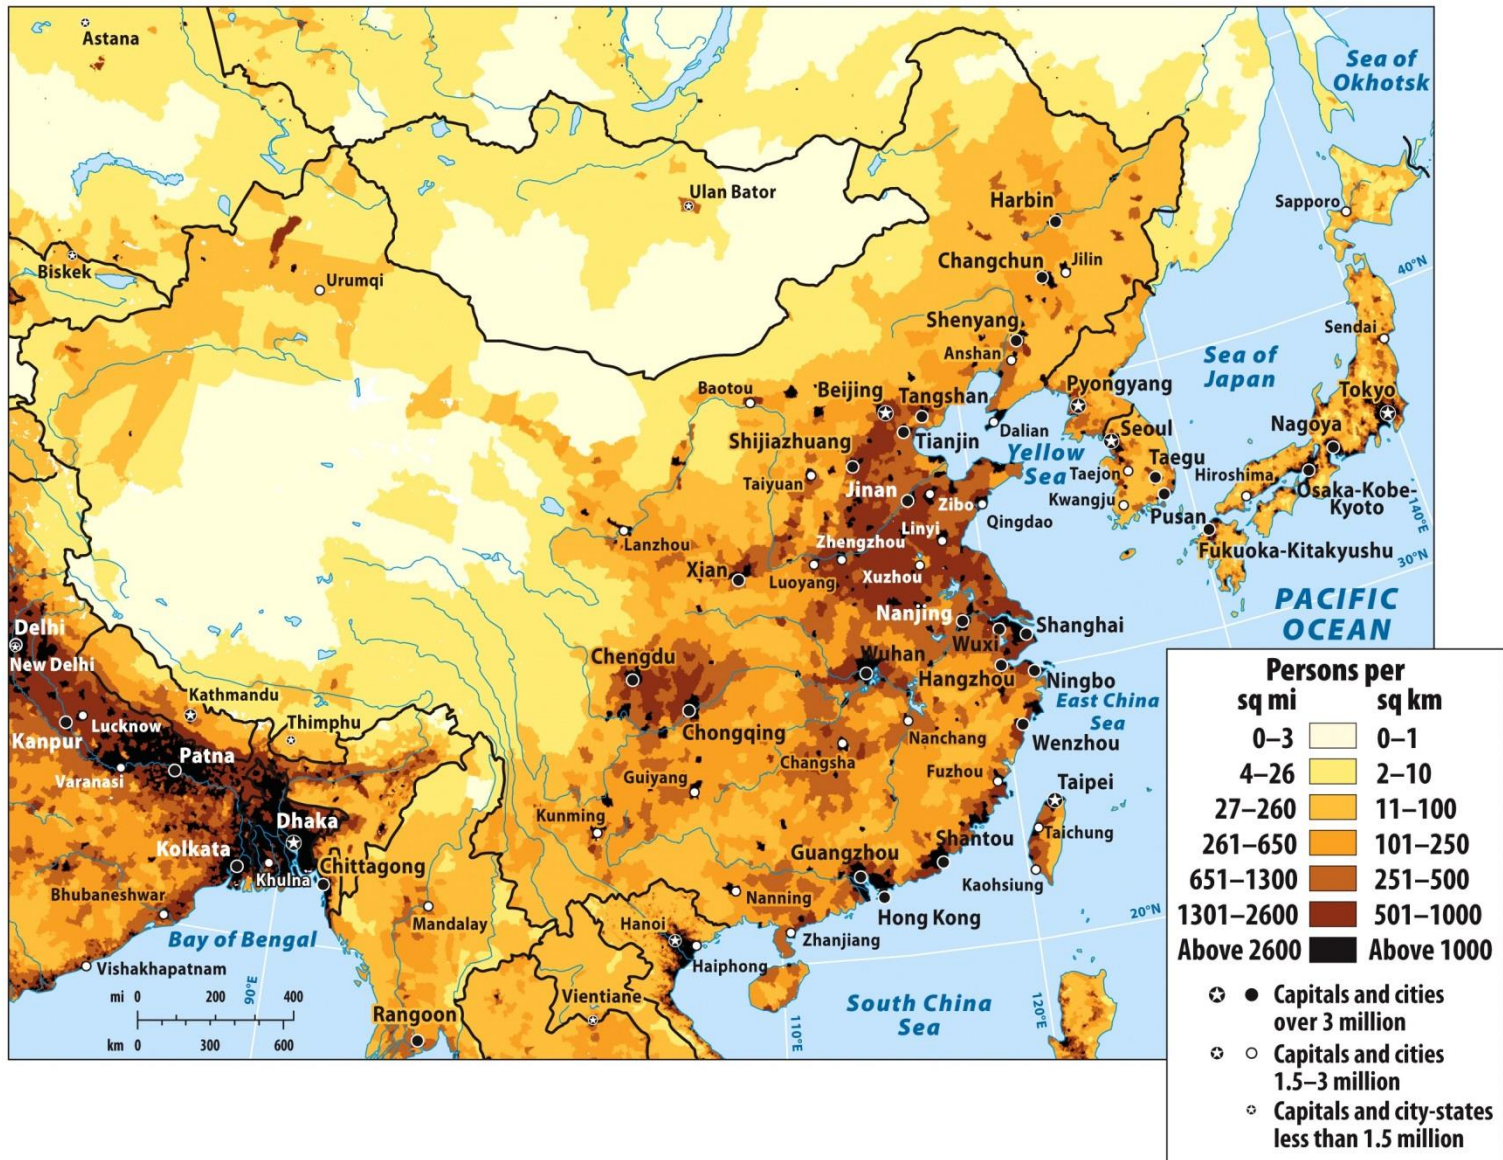 Astana
Sea of
Okhotsk
Ulan Bator
Harbin
Sapporo
Biskek
Urumqi
Changchun
Jilin
40°N
Shenyang
Anshan
Sendai
Sea of
Japan
Baotou
Beijing
Tangshan
Pyongyang
Tokyo
Shijiazhuang
Tianjin
Dalian
Seoul
Nagoya
Yellow
Sea
Taiyuan
Jinan
Zibo
Taejon
Taegu
Hiroshima
Osaka-Kobe-
Kyoto
Kwangju
Qingdao
Pusan
140°E
Lanzhou
Linyi
Zhengzhou
Fukuoka-Kitakyushu
30°N
Xian
Luoyang
Xuzhou
PACIFIC
OCEAN
Delhi
New Delhi
Nanjing
Shanghai
Wuxi
Chengdu
Wuhan
Hangzhou
Ningbo
Kathmandu
Thimphu
East China
Sea
Lucknow
Kanpur
Chongqing
Nanchang
Wenzhou
Patna
Varanasi
Changsha
Guiyang
Fuzhou
Taipei
Kunming
Dhaka
Taichung
Kolkata
Shantou
Khulna
Chittagong
Guangzhou
Kaohsiung
Bhubaneshwar
Nanning
Hong Kong
Mandalay
Hanoi
20°N
Bay of Bengal
Zhanjiang
Haiphong
Vishakhapatnam
90°E
Vientiane
South China
Sea
110°E
120°E
Rangoon
mi 0 200 400
km 0 300 600
Persons per
sq mi sq km
0–3 0–1
4–26 2–10
27–260 11–100
261–650 101–250
651–1300 251–500
1301–2600 501–1000
Above 2600 Above 1000
Capitals and cities
over 3 million
Capitals and cities
1.5–3 million
Capitals and city-states
less than 1.5 million